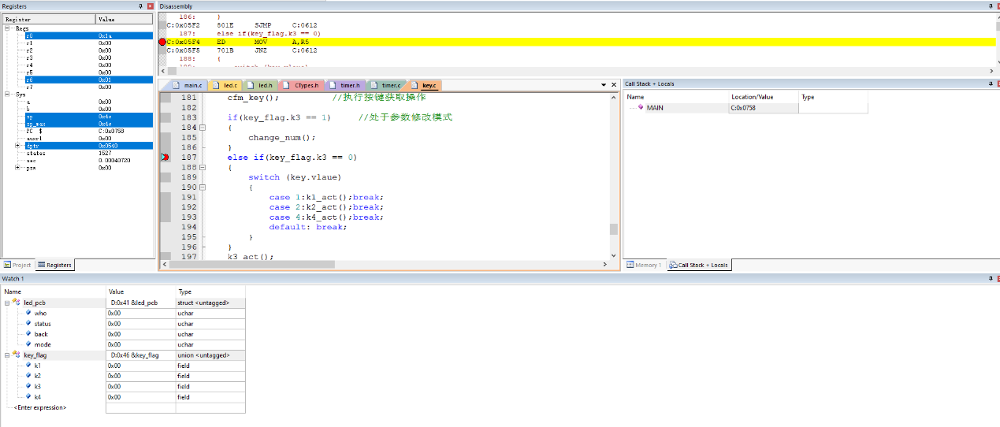 Registers
Register Value
Regs
r0 0x1a
r1 0x00
r2 0x00
r3 0x00
r4 0x00
r5 0x00
r6 0x01
r7 0x00
Sys
a 0x00
b 0x00
sp 0x4c
sp_max 0x4c
PC $ C:0x0758
auxr1 0x00
dptr 0x0540
states 1527
sec 0.00040720
psw 0x00
Project Registers
Disassembly
186: }
C:0x05F2 801E SJMP C:0612
187: else if(key_flag.k3 == 0)
C:0x05F4 ED MOV A,R5
C:0x05F5 701B JNZ C:0612
188: {
main.c led.c led.h CTypes.h timer.h timer.c key.c
181 cfm_key(); //执行按键获取操作
182
183 if(key_flag.k3 == 1) //处于参数修改模式
184 {
185 change_num();
186 }
187 else if(key_flag.k3 == 0)
188 {
189 switch (key.vlaue)
190 {
191 case 1:k1_act();break;
192 case 2:k2_act();break;
193 case 4:k4_act();break;
194 default: break;
195 }
196 }
197 k3_act();
Call Stack + Locals
Name Location/Value Type
MAIN C:0x0758
Memory 1 Call Stack + Locals
Watch 1
Name Value Type
led_pcb D:0x41 &led_pcb struct <untagged>
who 0x00 uchar
status 0x00 uchar
back 0x00 uchar
mode 0x00 uchar
key_flag D:0x46 &key_flag union <untagged>
k1 0x00 field
k2 0x00 field
k3 0x00 field
k4 0x00 field
<Enter expression>